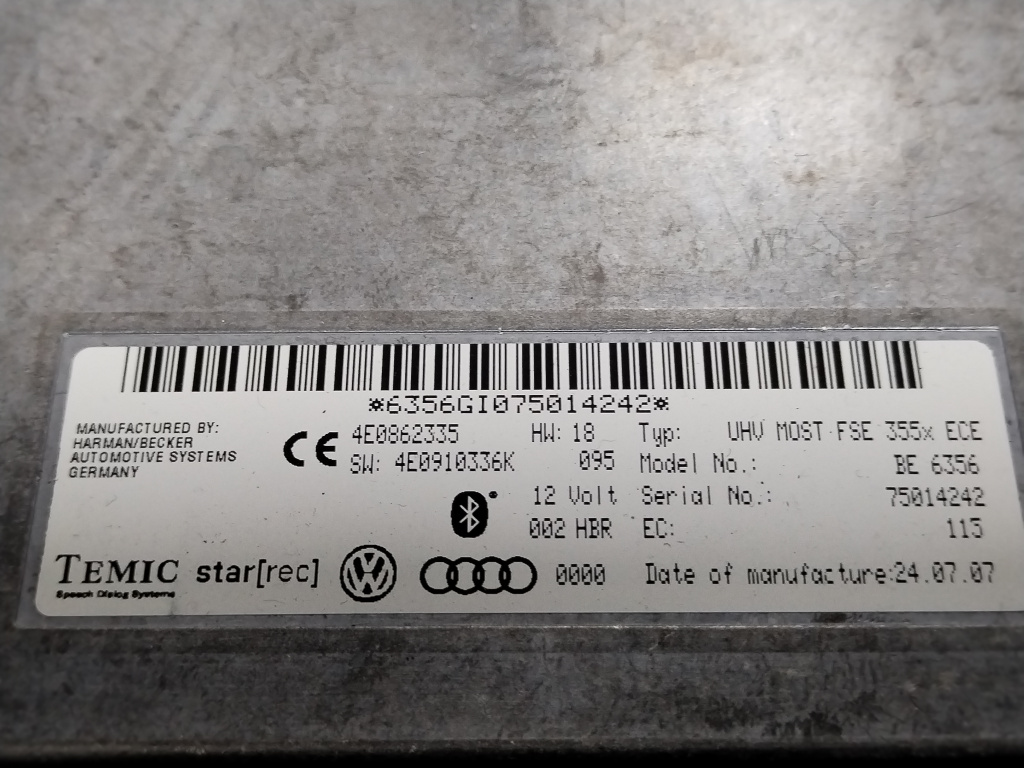 *6356GI075014242*
MANUFACTURED BY:
HARMAN/BECKER
AUTOMOTIVE SYSTEMS
GERMANY
CE
4E0862335 HW: 18 Typ: UHV MOST FSE 355x ECE
SW: 4E0910336K 095 Model No.: BE 6356
12 Volt Serial No.: 75014242
002 HBR EC: 115
TEMIC star[rec] 0000 Date of manufacture:24.07.07
Speech Dialog Systems